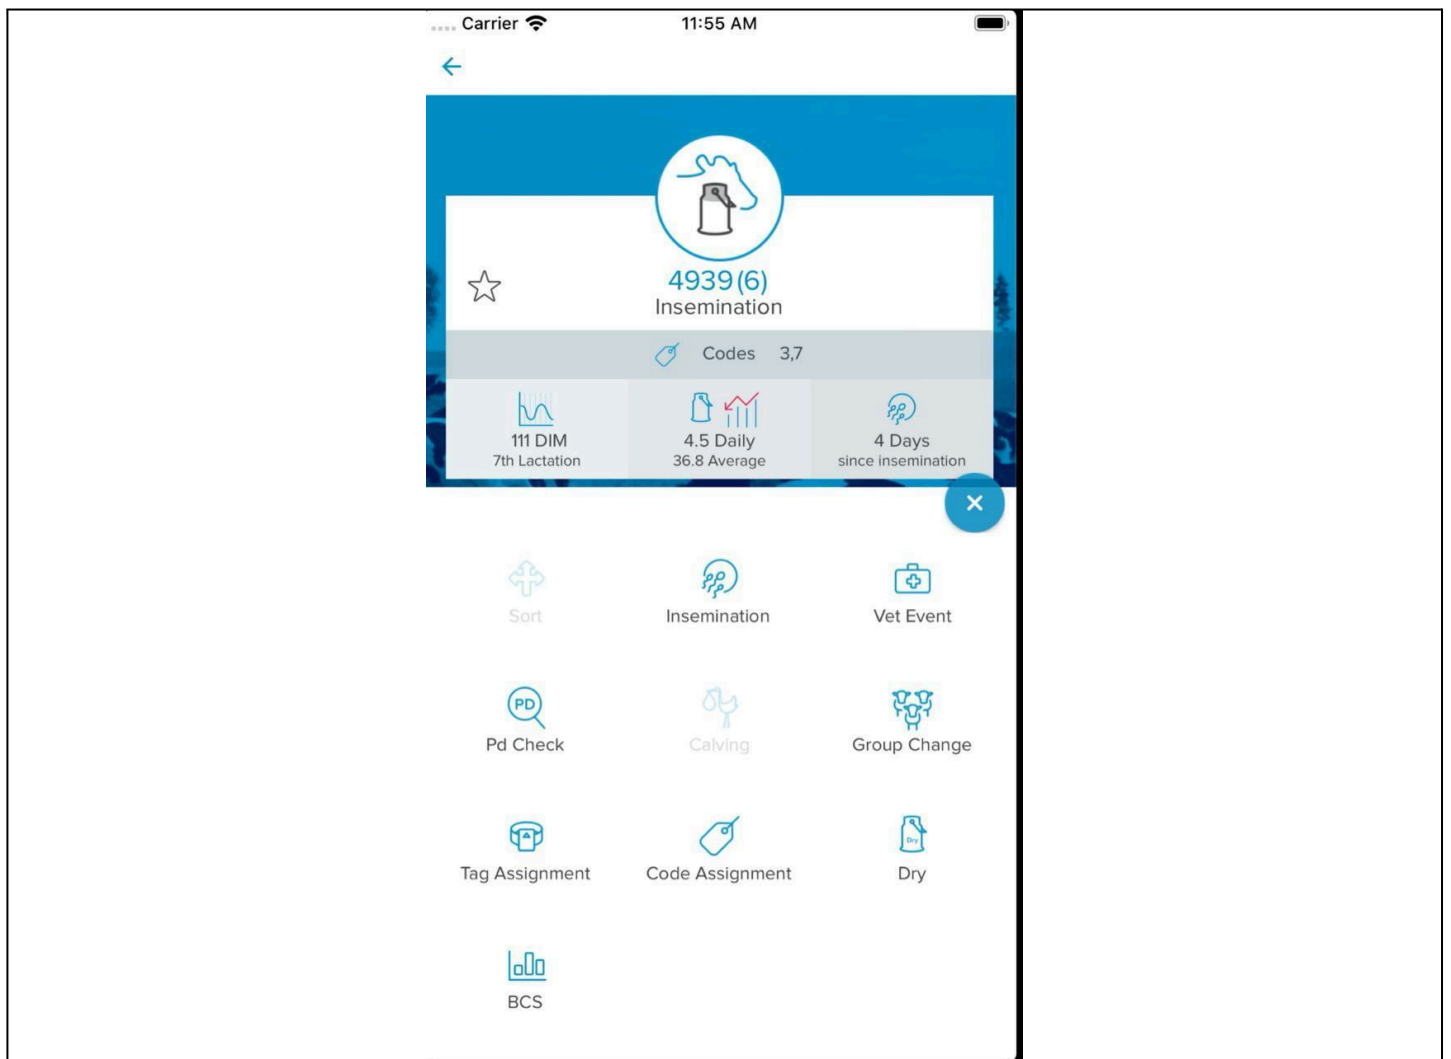 Carrier 11:55 AM
4939(6)
Insemination
Codes 3,7
111 DIM 4.5 Daily 4 Days
7th Lactation 36.8 Average since insemination
Sort Insemination Vet Event
PD
Pd Check Calving Group Change
Dry
Tag Assignment Code Assignment Dry
BCS